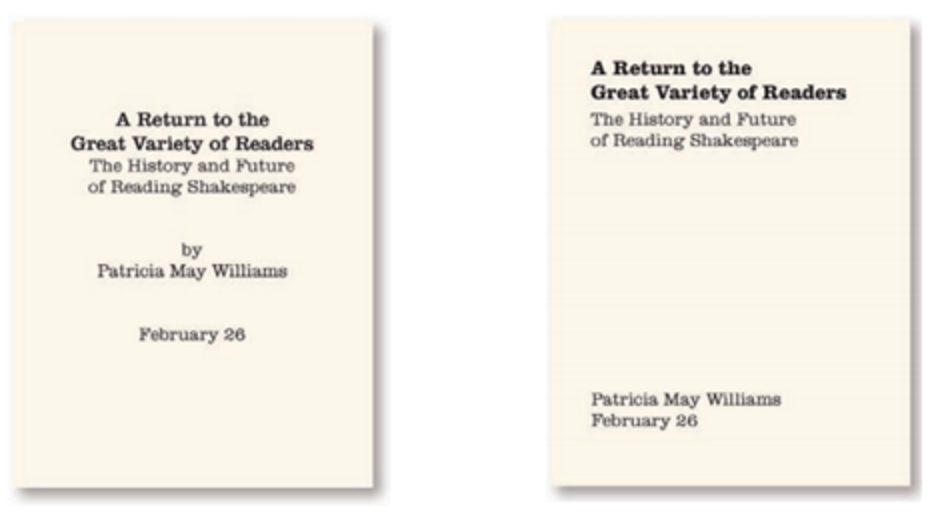 A Return to the
Great Variety of Readers
The History and Future
of Reading Shakespeare
by
Patricia May Williams
February 26
A Return to the
Great Variety of Readers
The History and Future
of Reading Shakespeare
Patricia May Williams
February 26